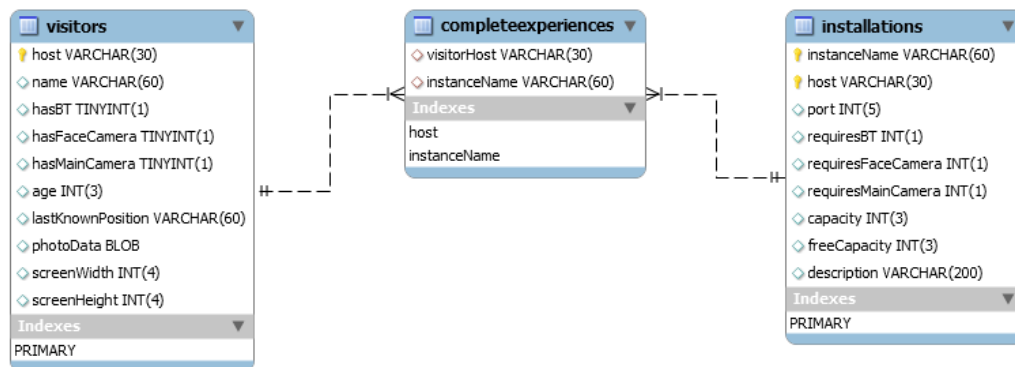 visitors
host VARCHAR(30)
name VARCHAR(60)
hasBT TINYINT(1)
hasFaceCamera TINYINT(1)
hasMainCamera TINYINT(1)
age INT(3)
lastKnownPosition VARCHAR(60)
photoData BLOB
screenWidth INT(4)
screenHeight INT(4)
Indexes
PRIMARY
completeexperiences
visitorHost VARCHAR(30)
instanceName VARCHAR(60)
Indexes
host
instanceName
installations
instanceName VARCHAR(60)
host VARCHAR(30)
port INT(5)
requiresBT INT(1)
requiresFaceCamera INT(1)
requiresMainCamera INT(1)
capacity INT(3)
freeCapacity INT(3)
description VARCHAR(200)
Indexes
PRIMARY